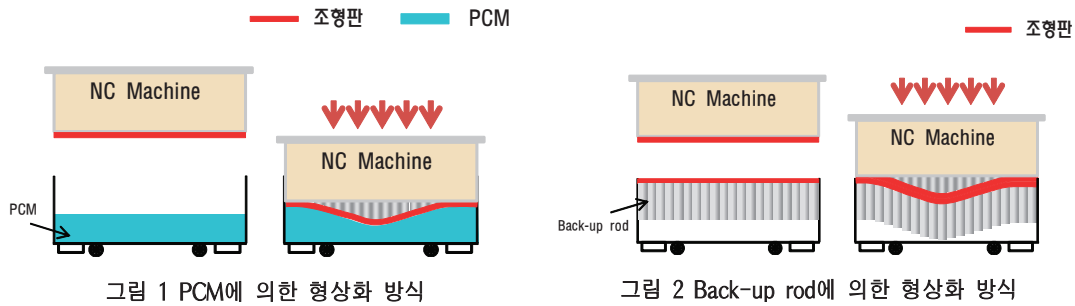 조형판 PCM
조형판
NC Machine
NC Machine
PCM
그림 1 PCM에 의한 형상화 방식
NC Machine
NC Machine
Back-up rod
그림 2 Back-up rod에 의한 형상화 방식